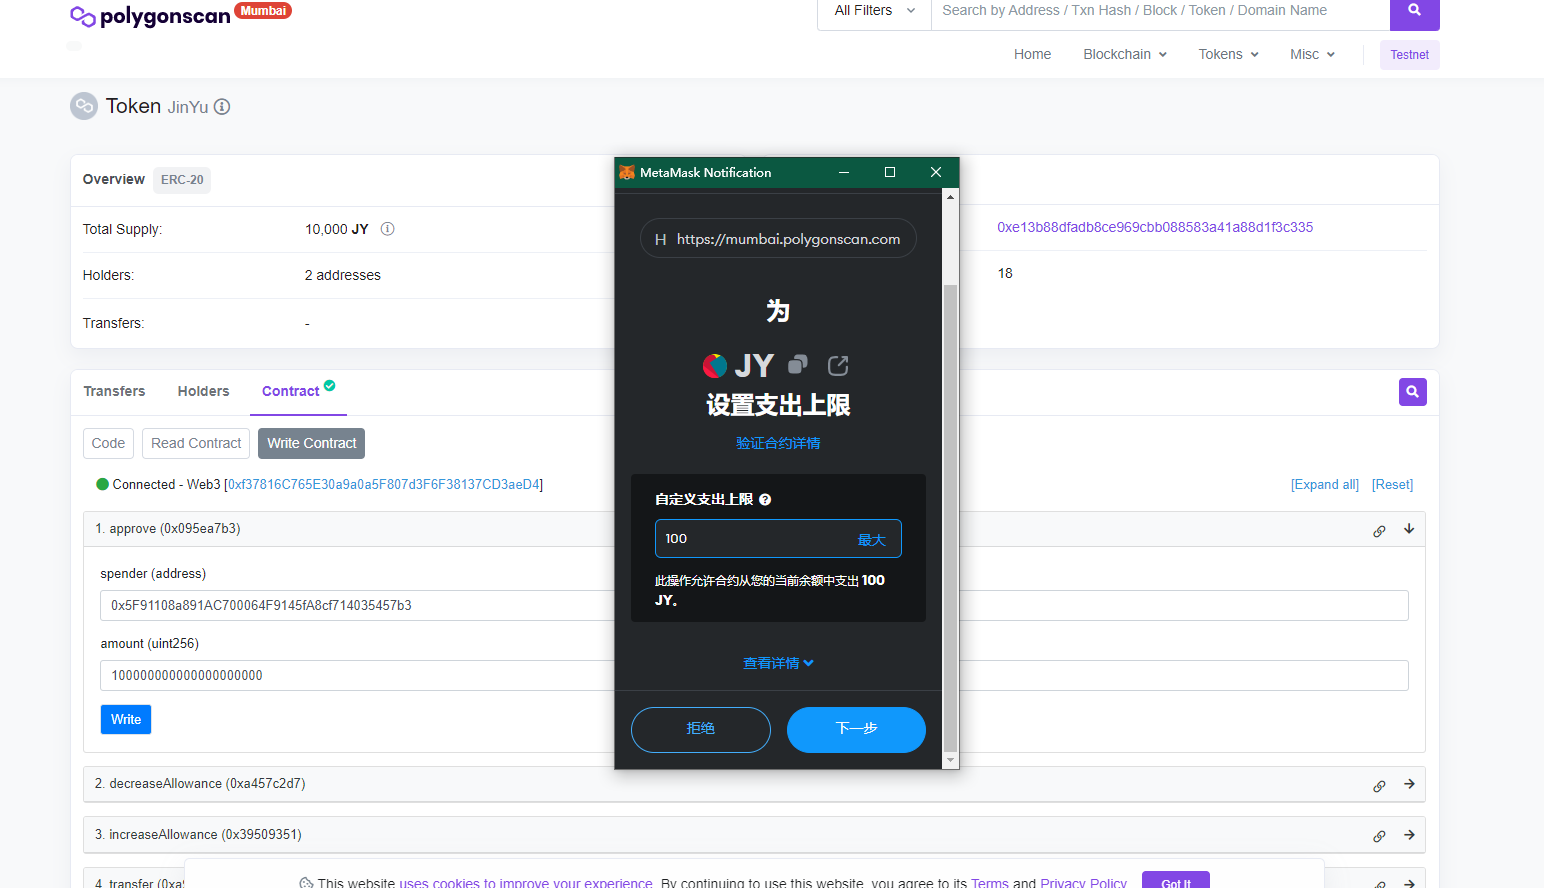 polygonscan Mumbai
All Filters
Search by Address / Txn Hash / Block / Token / Domain Name
Home Blockchain Tokens Misc Testnet
Token JinYu
Overview ERC-20
Total Supply: 10,000 JY
0xe13b88dfadb8ce969cbb088583a41a88d1f3c335
Holders: 2 addresses
18
Transfers: -
Transfers Holders Contract
Code Read Contract Write Contract
Connected - Web3 [0xf37816C765E30a9a0a5F807d3F6F38137CD3aeD4]
[Expand all] [Reset]
1. approve (0x095ea7b3)
spender (address)
0x5F91108a891AC700064F9145fA8cf714035457b3
amount (uint256)
100000000000000000000
Write
2. decreaseAllowance (0xa457c2d7)
3. increaseAllowance (0x39509351)
4. transfer (0xa
This website uses cookies to improve your experience. By continuing to use this website, you agree to its Terms and Privacy Policy
Got It
MetaMask Notification
H https://mumbai.polygonscan.com
为
JY
设置支出上限
验证合约详情
自定义支出上限
100 最大
此操作允许合约从您的当前余额中支出 100
JY。
查看详情
拒绝 下一步